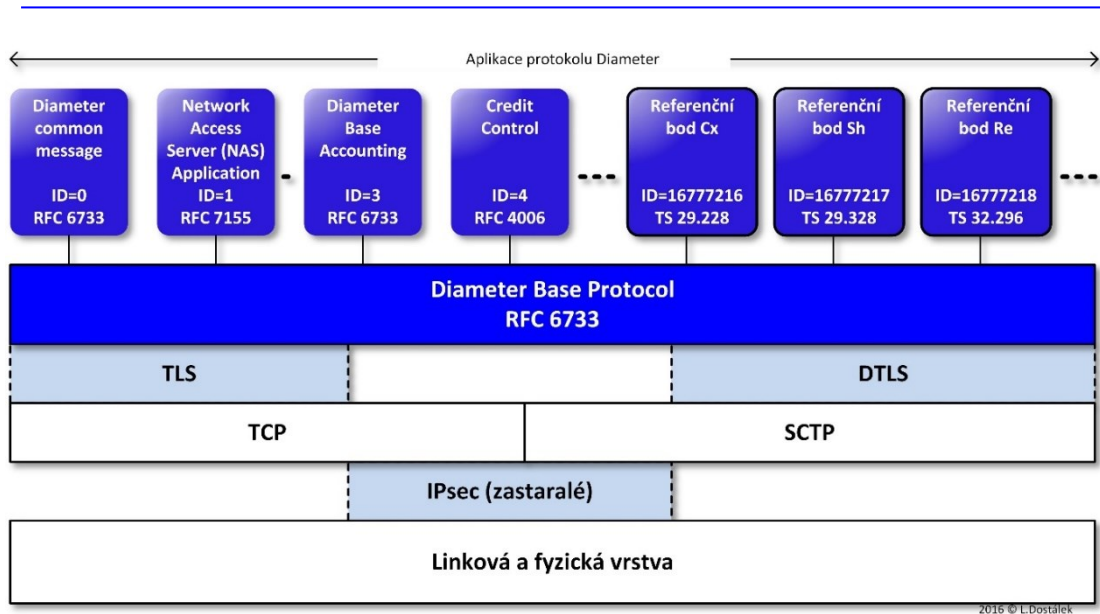 Aplikace protokolu Diameter
Diameter
common
message
ID=0
RFC 6733
Network
Access
Server (NAS)
Application
ID=1
RFC 7155
Diameter
Base
Accounting
ID=3
RFC 6733
Credit
Control
ID=4
RFC 4006
Referenční
bod Cx
ID=16777216
TS 29.228
Referenční
bod Sh
ID=16777217
TS 29.328
Referenční
bod Re
ID=16777218
TS 32.296
Diameter Base Protocol
RFC 6733
TLS
DTLS
TCP
SCTP
IPsec (zastaralé)
Linková a fyzická vrstva
2016 © L.Dostálek